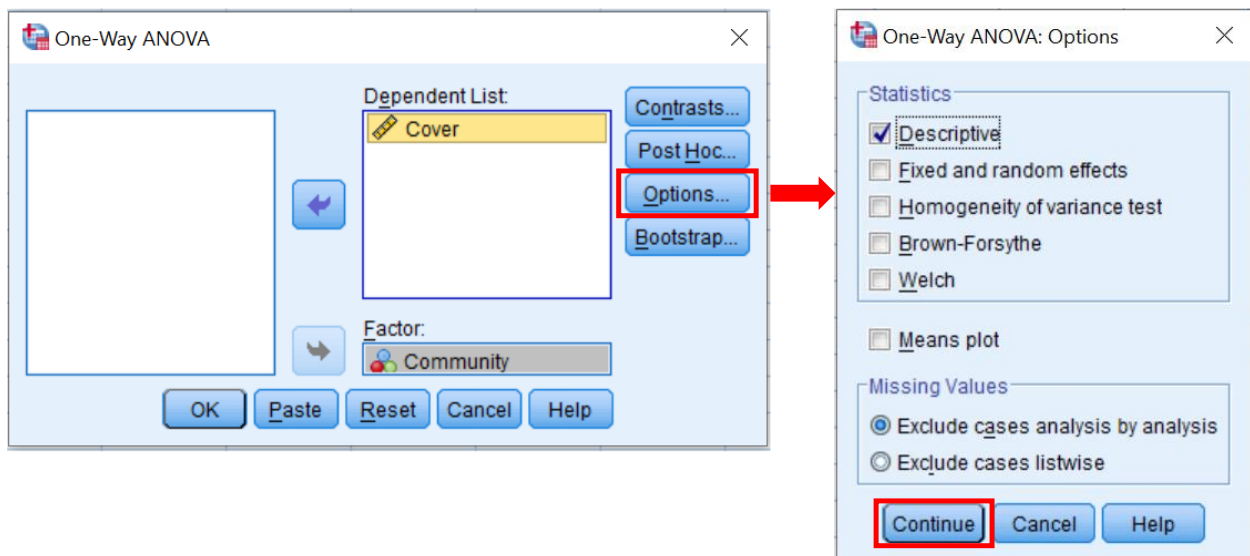 One-Way ANOVA
Dependent List:
Cover
Contrasts...
Post Hoc...
Options...
Bootstrap...
Factor:
Community
OK
Paste
Reset
Cancel
Help
One-Way ANOVA: Options
Statistics
Descriptive
Fixed and random effects
Homogeneity of variance test
Brown-Forsythe
Welch
Means plot
Missing Values
Exclude cases analysis by analysis
Exclude cases listwise
Continue
Cancel
Help